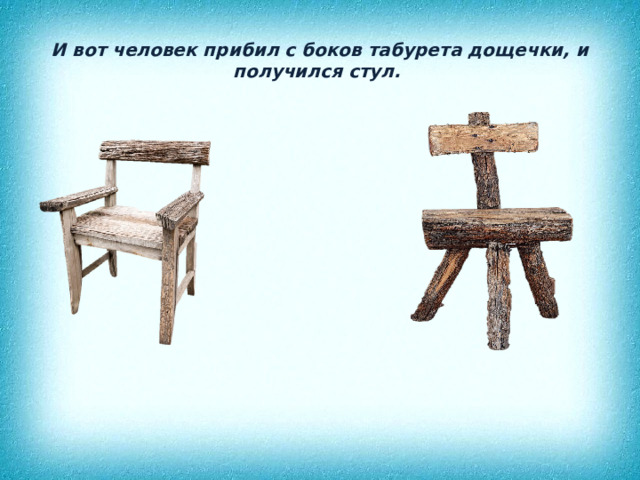 И вот человек прибил с боков табурета дощечки, и
получился стул.